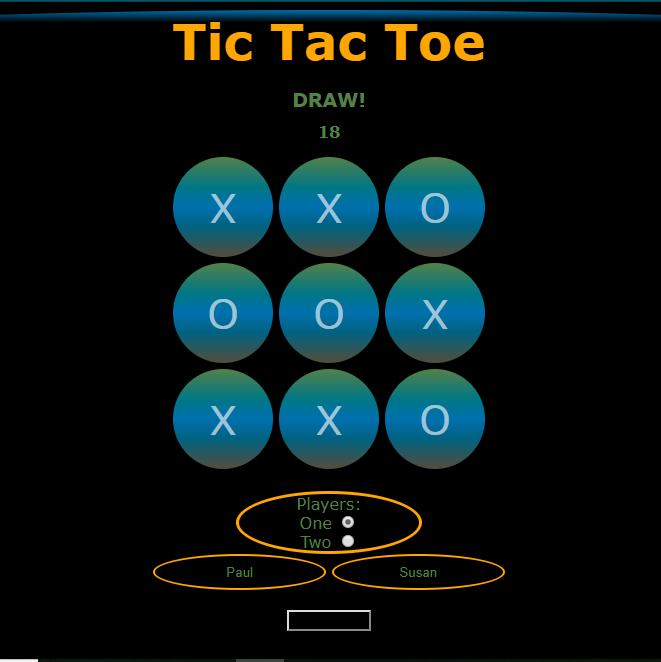 Tic Tac Toe
DRAW!
18
X X O
O O X
X X O
Players:
One
Two
Paul Susan